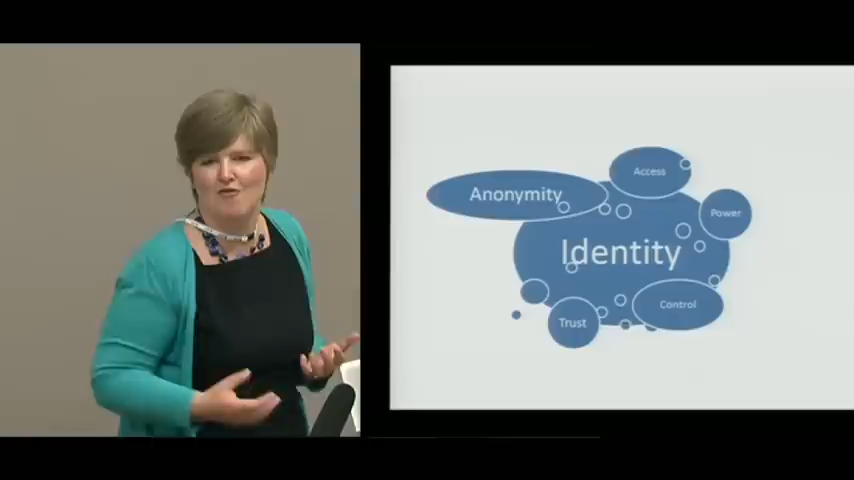 Access
Anonymity
Power
Identity
Control
Trust